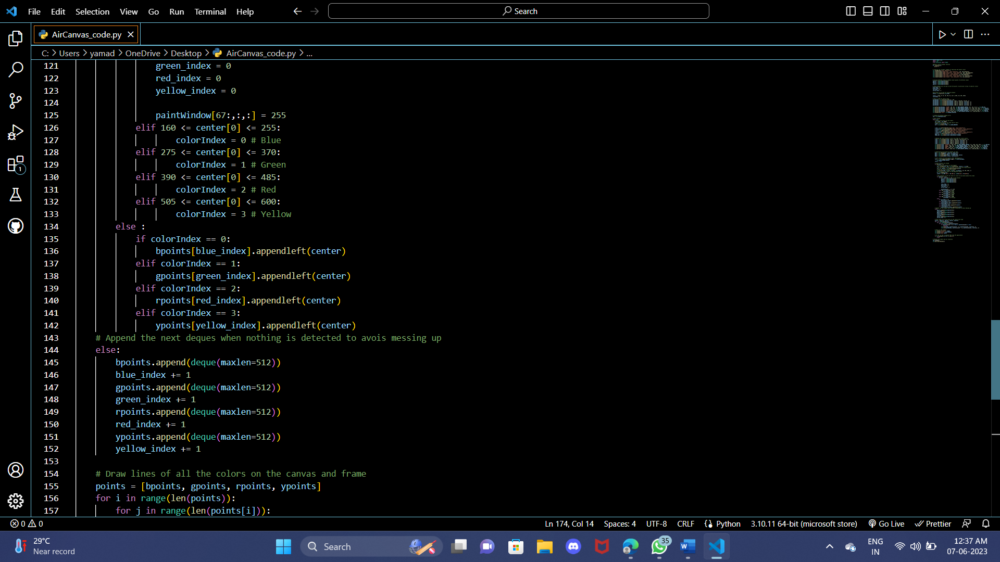 File Edit Selection View Go Run Terminal Help
Search
AirCanvas_code.py
C: > Users > yamad > OneDrive > Desktop > AirCanvas_code.py > ...
121 green_index = 0
122 red_index = 0
123 yellow_index = 0
124
125 paintWindow[67:,:,:] = 255
126 elif 160 <= center[0] <= 255:
127 colorIndex = 0 # Blue
128 elif 275 <= center[0] <= 370:
129 colorIndex = 1 # Green
130 elif 390 <= center[0] <= 485:
131 colorIndex = 2 # Red
132 elif 505 <= center[0] <= 600:
133 colorIndex = 3 # Yellow
134 else :
135 if colorIndex == 0:
136 bpoints[blue_index].appendleft(center)
137 elif colorIndex == 1:
138 gpoints[green_index].appendleft(center)
139 elif colorIndex == 2:
140 rpoints[red_index].appendleft(center)
141 elif colorIndex == 3:
142 ypoints[yellow_index].appendleft(center)
143 # Append the next deques when nothing is detected to avois messing up
144 else:
145 bpoints.append(deque(maxlen=512))
146 blue_index += 1
147 gpoints.append(deque(maxlen=512))
148 green_index += 1
149 rpoints.append(deque(maxlen=512))
150 red_index += 1
151 ypoints.append(deque(maxlen=512))
152 yellow_index += 1
153
154 # Draw lines of all the colors on the canvas and frame
155 points = [bpoints, gpoints, rpoints, ypoints]
156 for i in range(len(points)):
157 for j in range(len(points[i])):
1
0 0 Ln 174, Col 14 Spaces: 4 UTF-8 CRLF Python 3.10.11 64-bit (microsoft store) Go Live Prettier
29°C
Near record
Search
35
ENG
IN
12:37 AM
07-06-2023